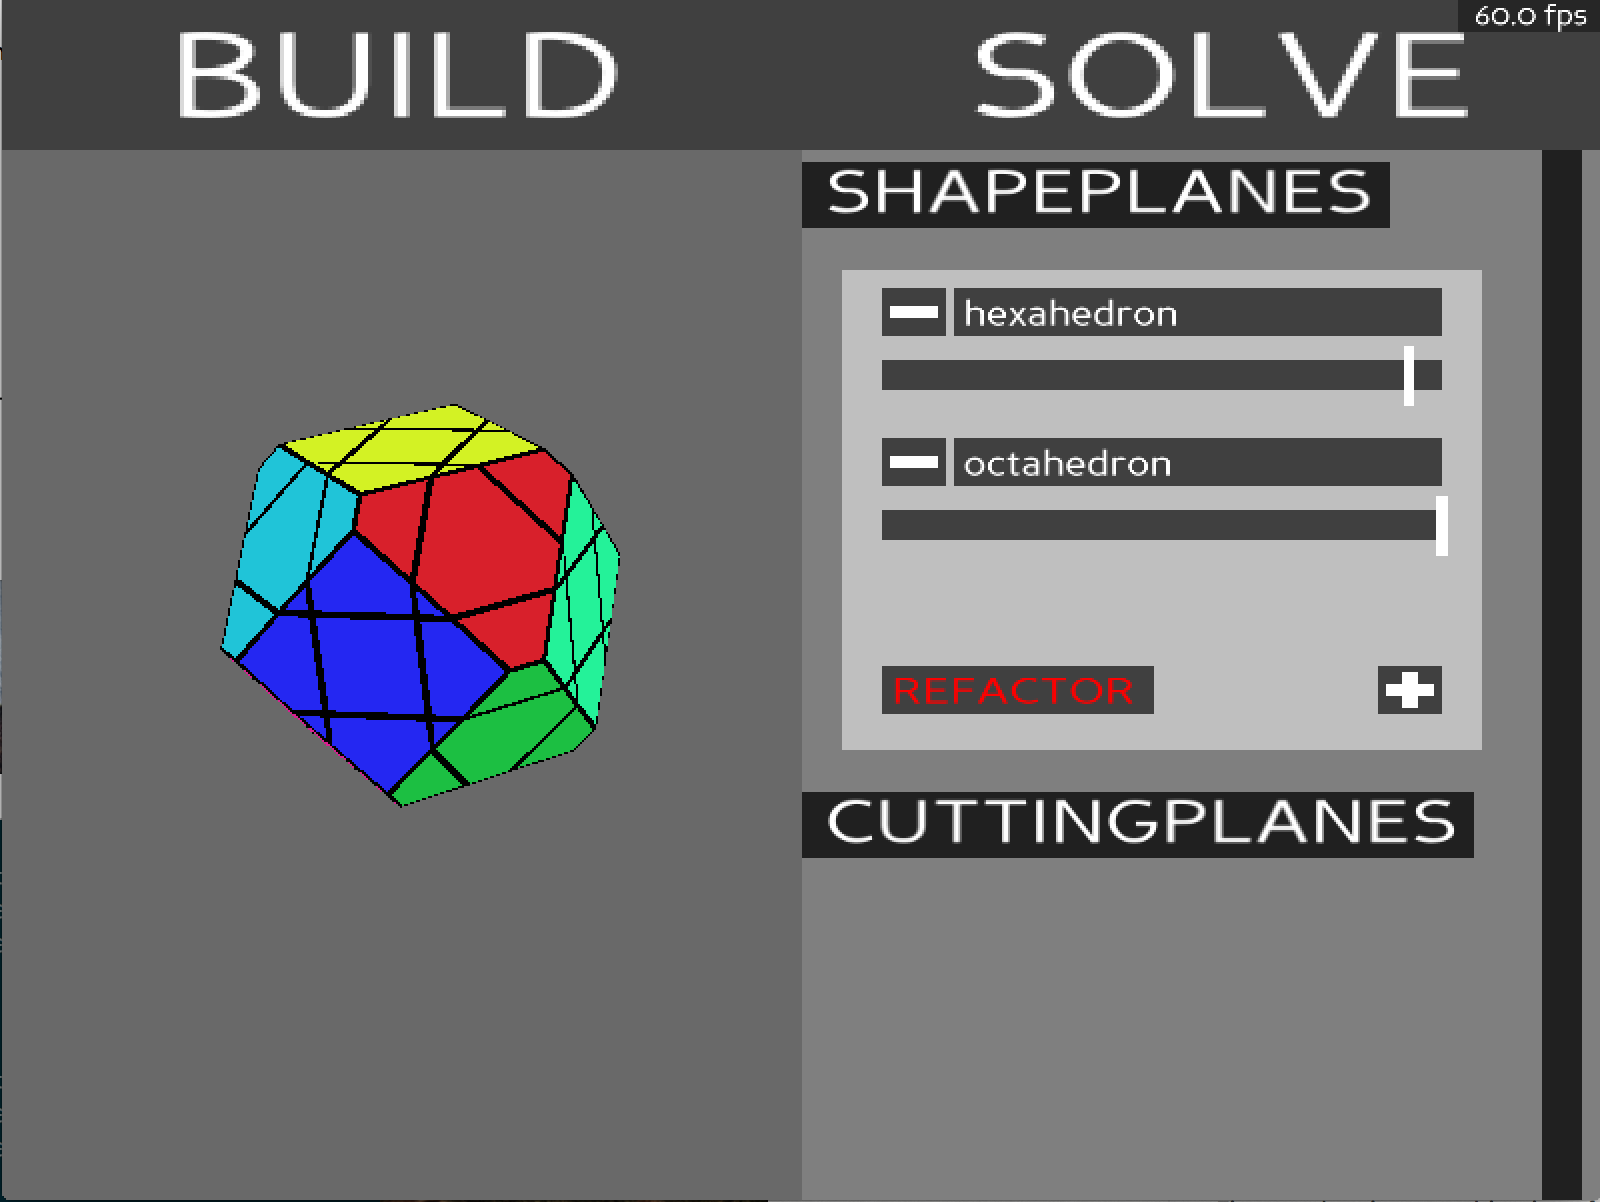 60.0 fps
BUILD
SOLVE
SHAPEPLANES
hexahedron
octahedron
REFACTOR
CUTTINGPLANES